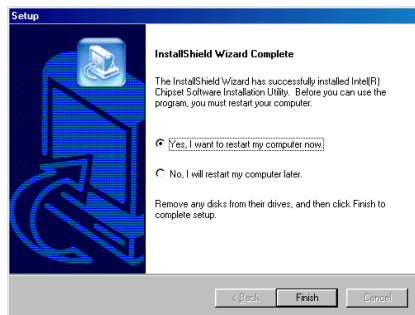 Setup
InstallShield Wizard Complete
The InstallShield Wizard has successfully installed Intel(R)
Chipset Software Installation Utility. Before you can use the
program, you must restart your computer.
Yes, I want to restart my computer now.
No, I will restart my computer later.
Remove any disks from their drives, and then click Finish to
complete setup.
< Back Finish Cancel